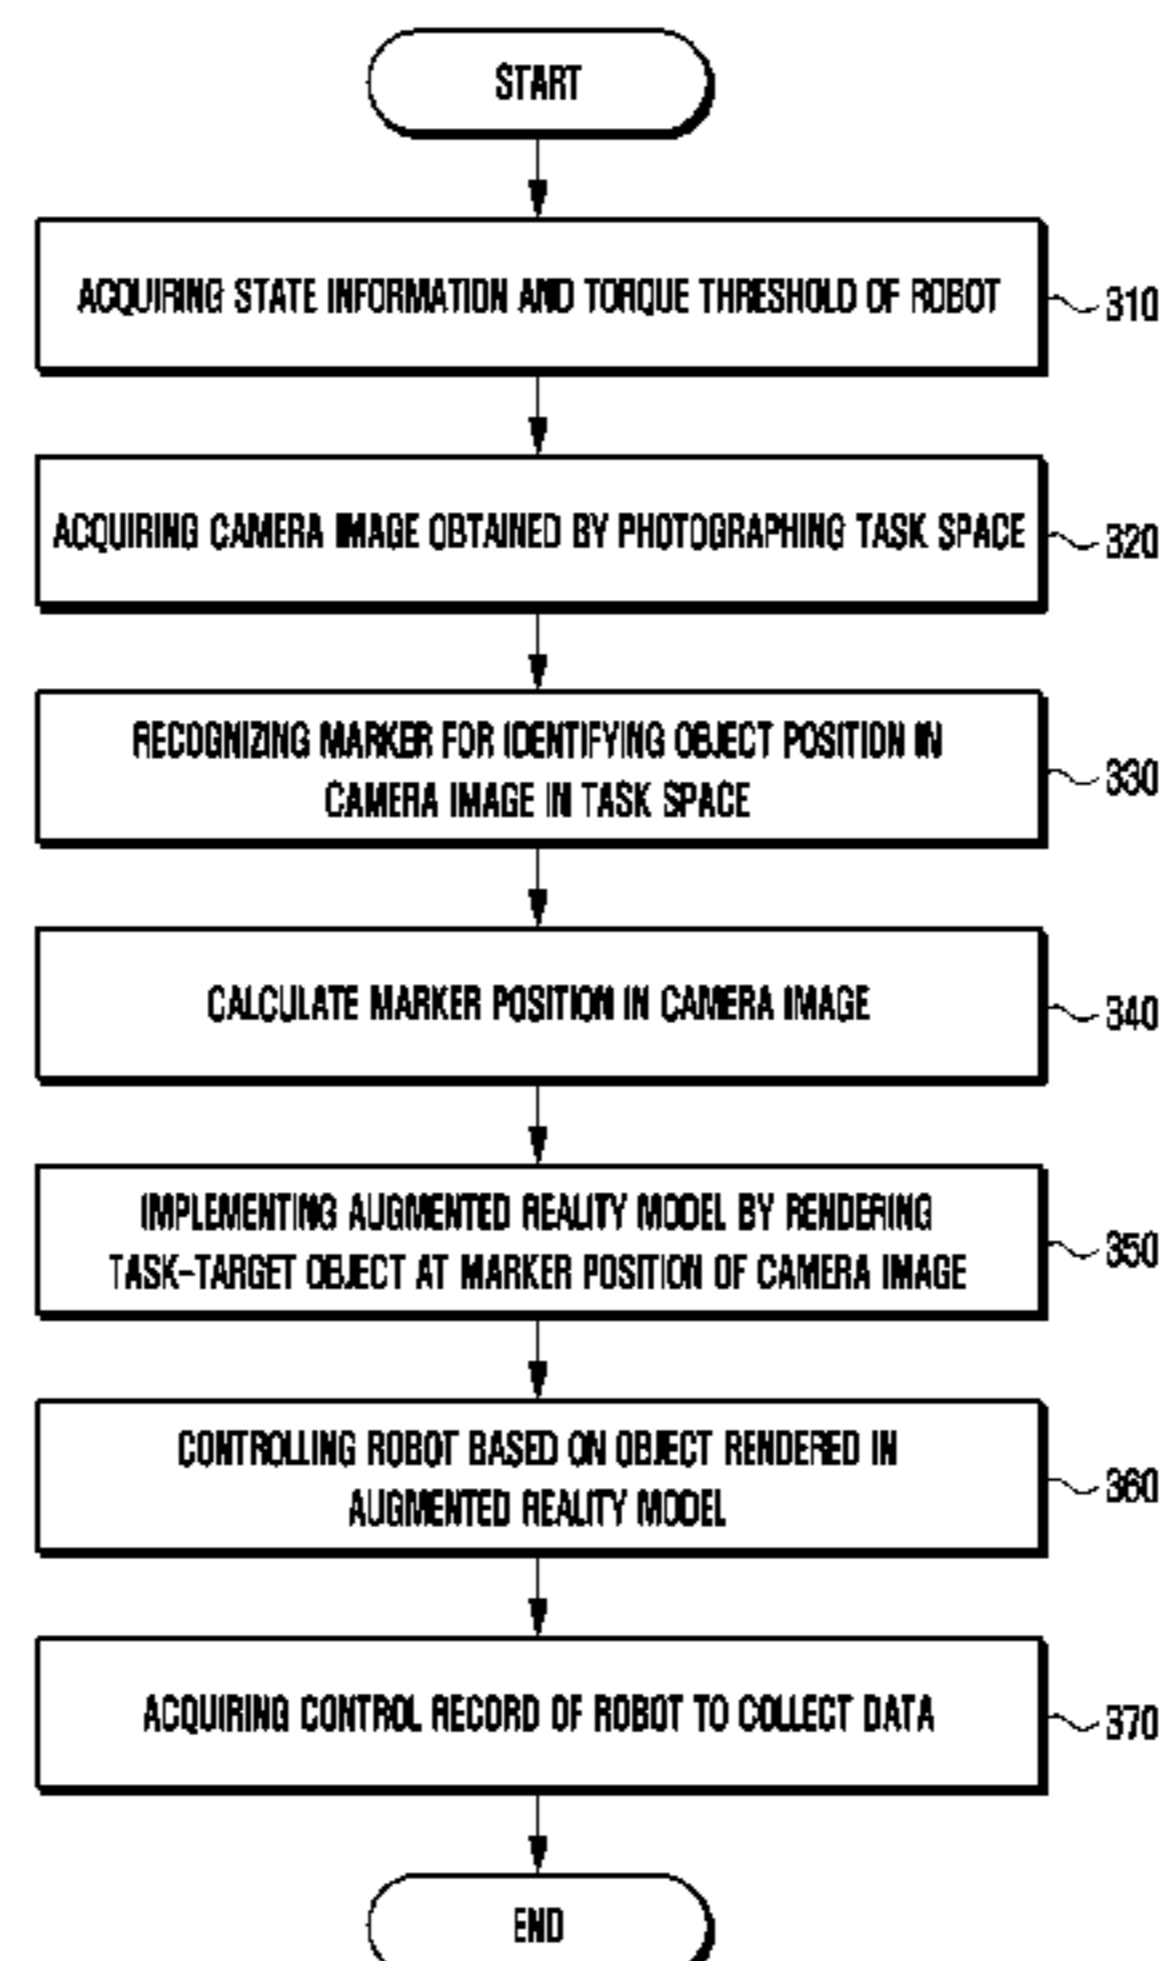 START
ACQUIRING STATE INFORMATION AND TORQUE THRESHOLD OF ROBOT
310
ACQUIRING CAMERA IMAGE OBTAINED BY PHOTOGRAPHING TASK SPACE
320
RECOGNIZING MARKER FOR IDENTIFYING OBJECT POSITION IN
CAMERA IMAGE IN TASK SPACE
330
CALCULATE MARKER POSITION IN CAMERA IMAGE
340
IMPLEMENTING AUGMENTED REALITY MODEL BY RENDERING
TASK-TARGET OBJECT AT MARKER POSITION OF CAMERA IMAGE
350
CONTROLLING ROBOT BASED ON OBJECT RENDERED IN
AUGMENTED REALITY MODEL
360
ACQUIRING CONTROL RECORD OF ROBOT TO COLLECT DATA
370
END